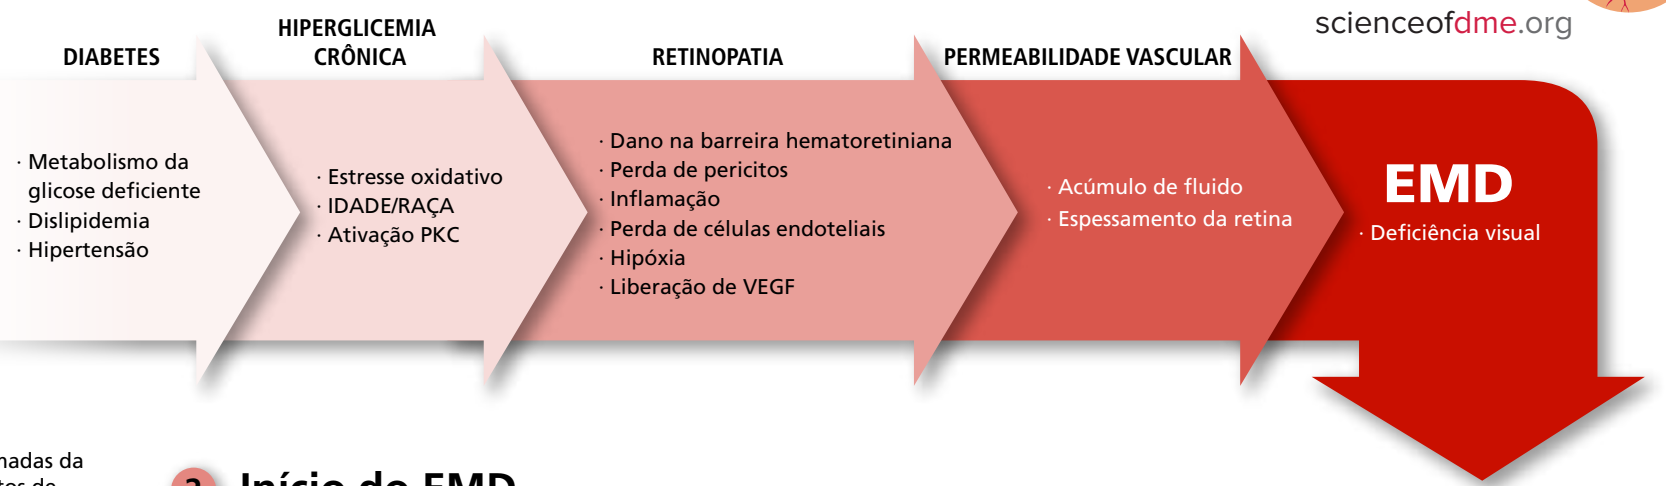 scienceofdme.org
DIABETES
HIPERGLICEMIA
CRÔNICA
RETINOPATIA
PERMEABILIDADE VASCULAR
· Metabolismo da
glicose deficiente
· Dislipidemia
· Hipertensão
· Estresse oxidativo
· IDADE/RAÇA
· Ativação PKC
· Dano na barreira hematoretiniana
· Perda de pericitos
· Inflamação
· Perda de células endoteliais
· Hipóxia
· Liberação de VEGF
· Acúmulo de fluido
· Espessamento da retina
EMD
· Deficiência visual
da
de
Início do EMD